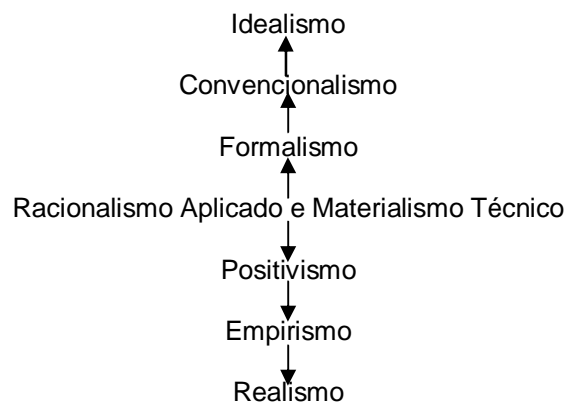 Idealismo
Convencionalismo
Formalismo
Racionalismo Aplicado e Materialismo Técnico
Positivismo
Empirismo
Realismo